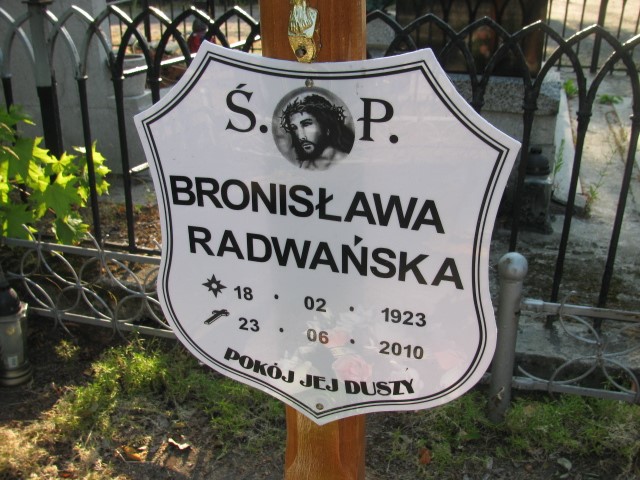 Ś. P.
BRONISŁAWA
RADWAŃSKA
18 • 02 • 1923
23 • 06 • 2010
POKÓJ JEJ DUSZY